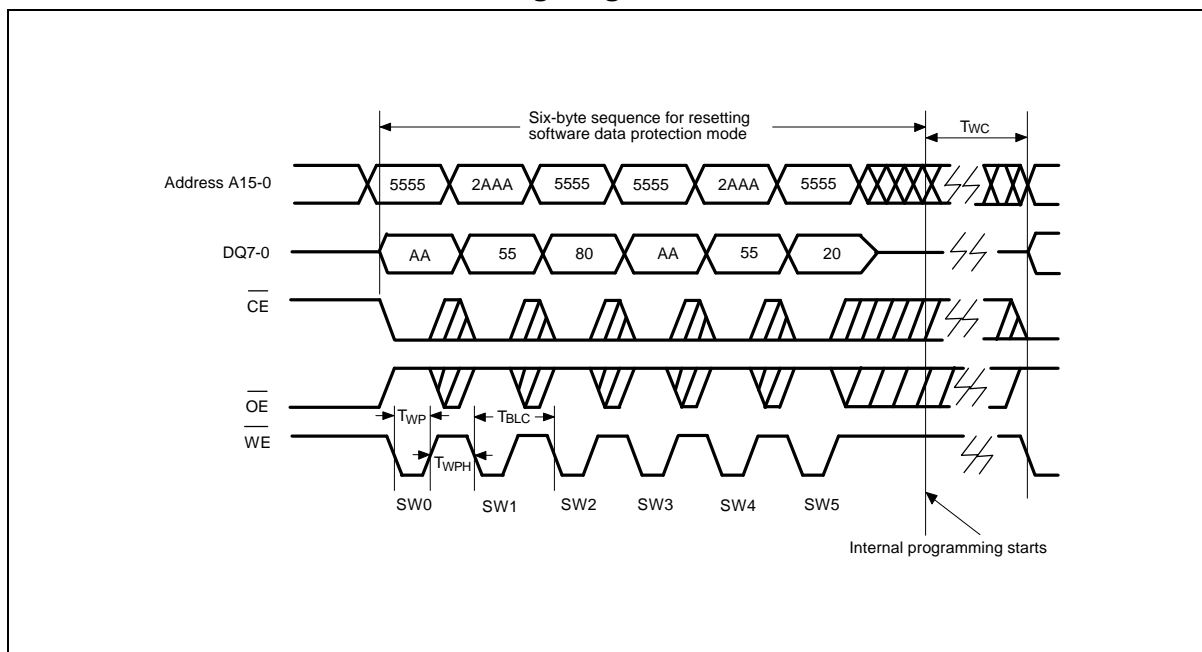 Six-byte sequence for resetting
software data protection mode
TWC
Address A15-0
5555 2AAA 5555 5555 2AAA 5555
DQ7-0
AA 55 80 AA 55 20
CE
OE
TWP
TBLC
WE
TWPH
SW0 SW1 SW2 SW3 SW4 SW5
Internal programming starts